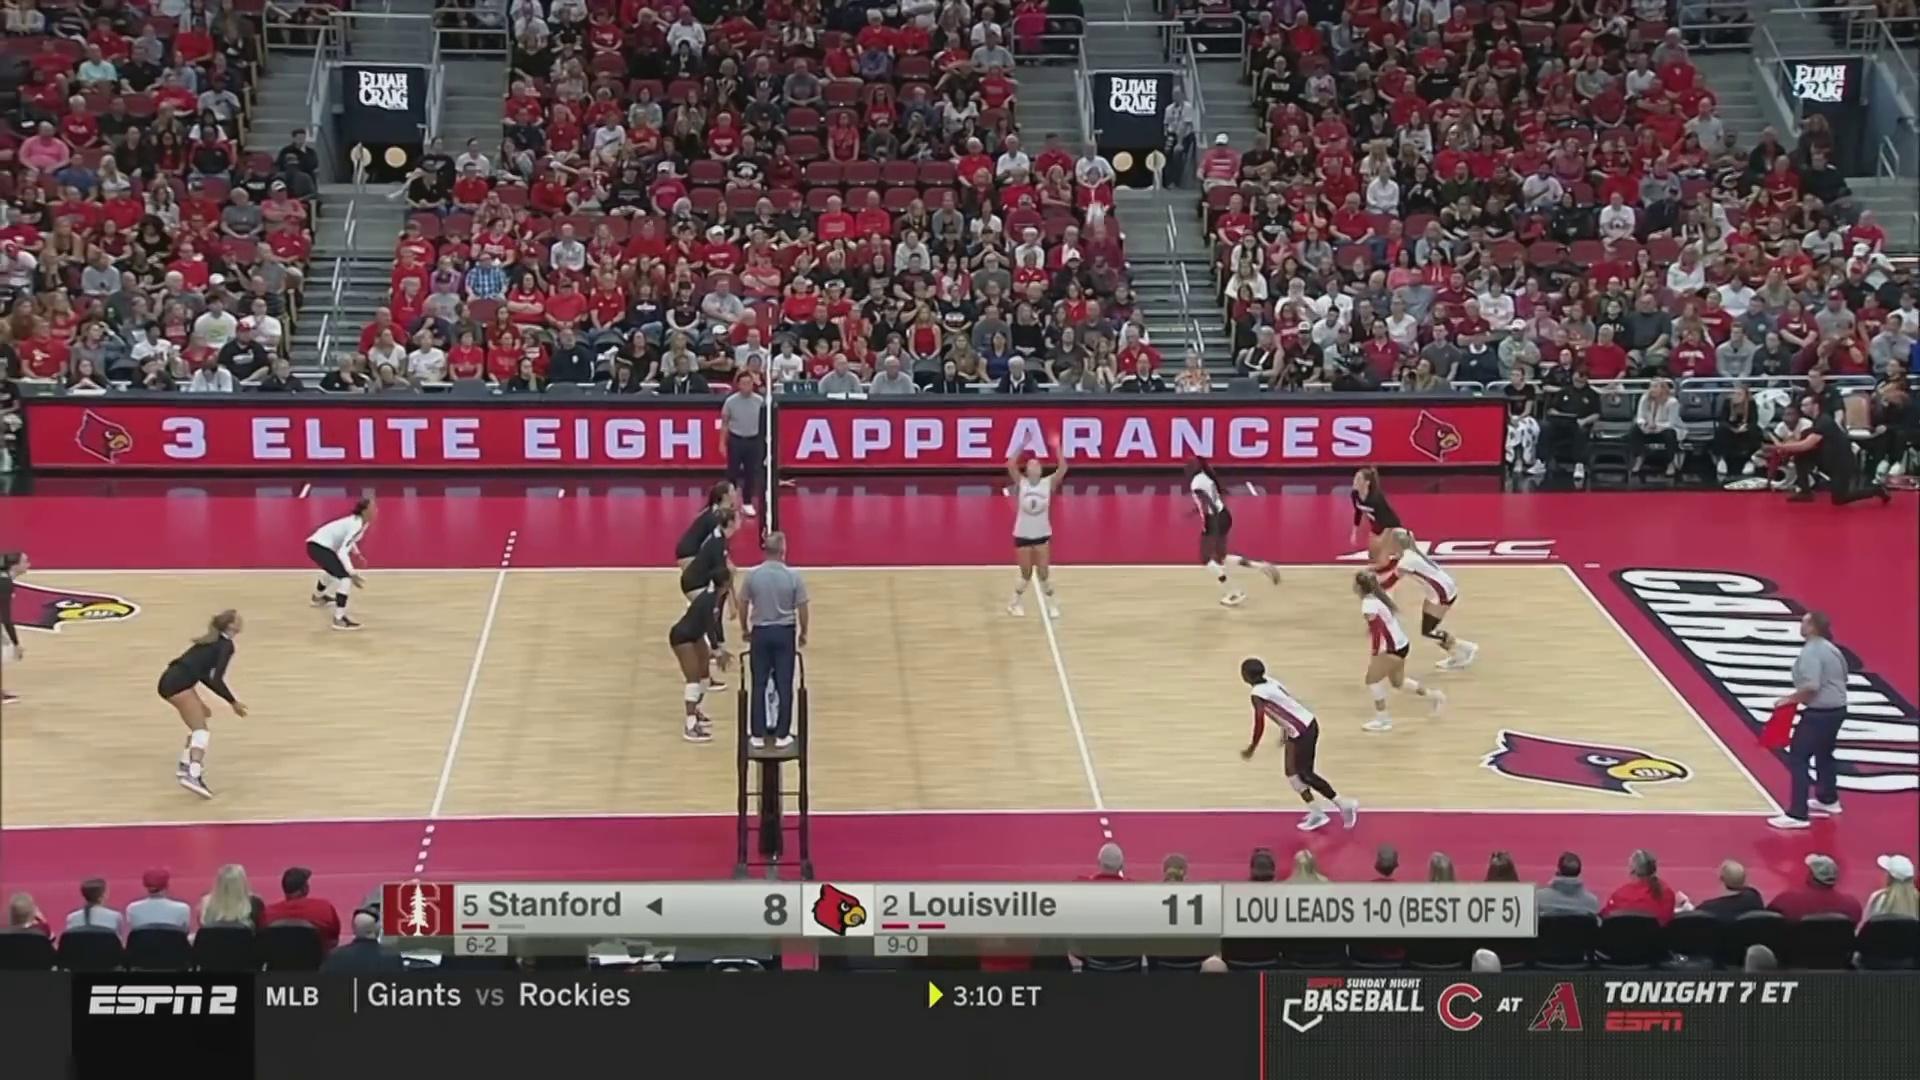 ELIJAH
CRAIG
ELIJAH
CRAIG
ELIJAH
CRAIG
3 ELITE EIGH APPEARANCES
ACC
CARDINALS
5 Stanford 8
6-2
2 Louisville 11
9-0
LOU LEADS 1-0 (BEST OF 5)
ESPN2
MLB
Giants vs Rockies
3:10 ET
ESPN SUNDAY NIGHT
BASEBALL
C AT A
TONIGHT 7 ET
ESPN